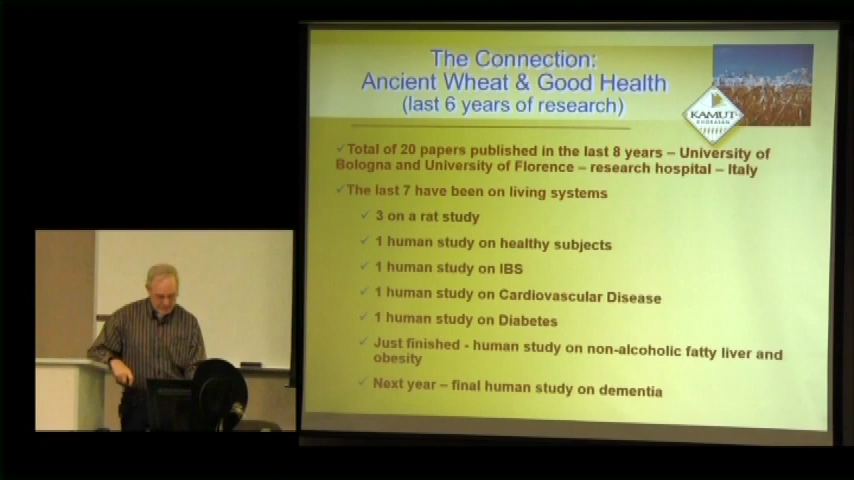 The Connection:
Ancient Wheat & Good Health
(last 6 years of research)
KAMUT
KHORASAN
Total of 20 papers published in the last 8 years – University of
Bologna and University of Florence – research hospital – Italy
The last 7 have been on living systems
3 on a rat study
1 human study on healthy subjects
1 human study on IBS
1 human study on Cardiovascular Disease
1 human study on Diabetes
Just finished - human study on non-alcoholic fatty liver and
obesity
Next year – final human study on dementia